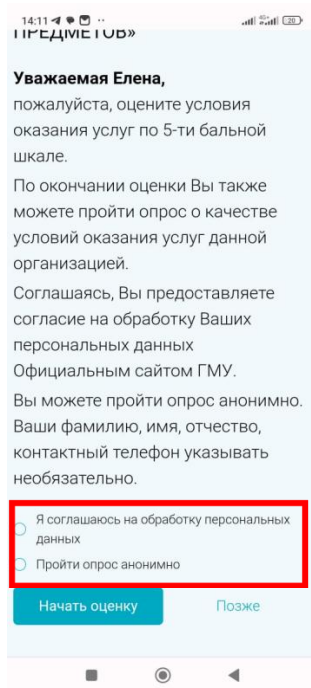 14:11
20
ПРЕДМЕТОВ»
Уважаемая Елена,
пожалуйста, оцените условия
оказания услуг по 5-ти бальной
шкале.
По окончании оценки Вы также
можете пройти опрос о качестве
условий оказания услуг данной
организацией.
Соглашаясь, Вы предоставляете
согласие на обработку Ваших
персональных данных
Официальным сайтом ГМУ.
Вы можете пройти опрос анонимно.
Ваши фамилию, имя, отчество,
контактный телефон указывать
необязательно.
Я соглашаюсь на обработку персональных
данных
Пройти опрос анонимно
Начать оценку Позже